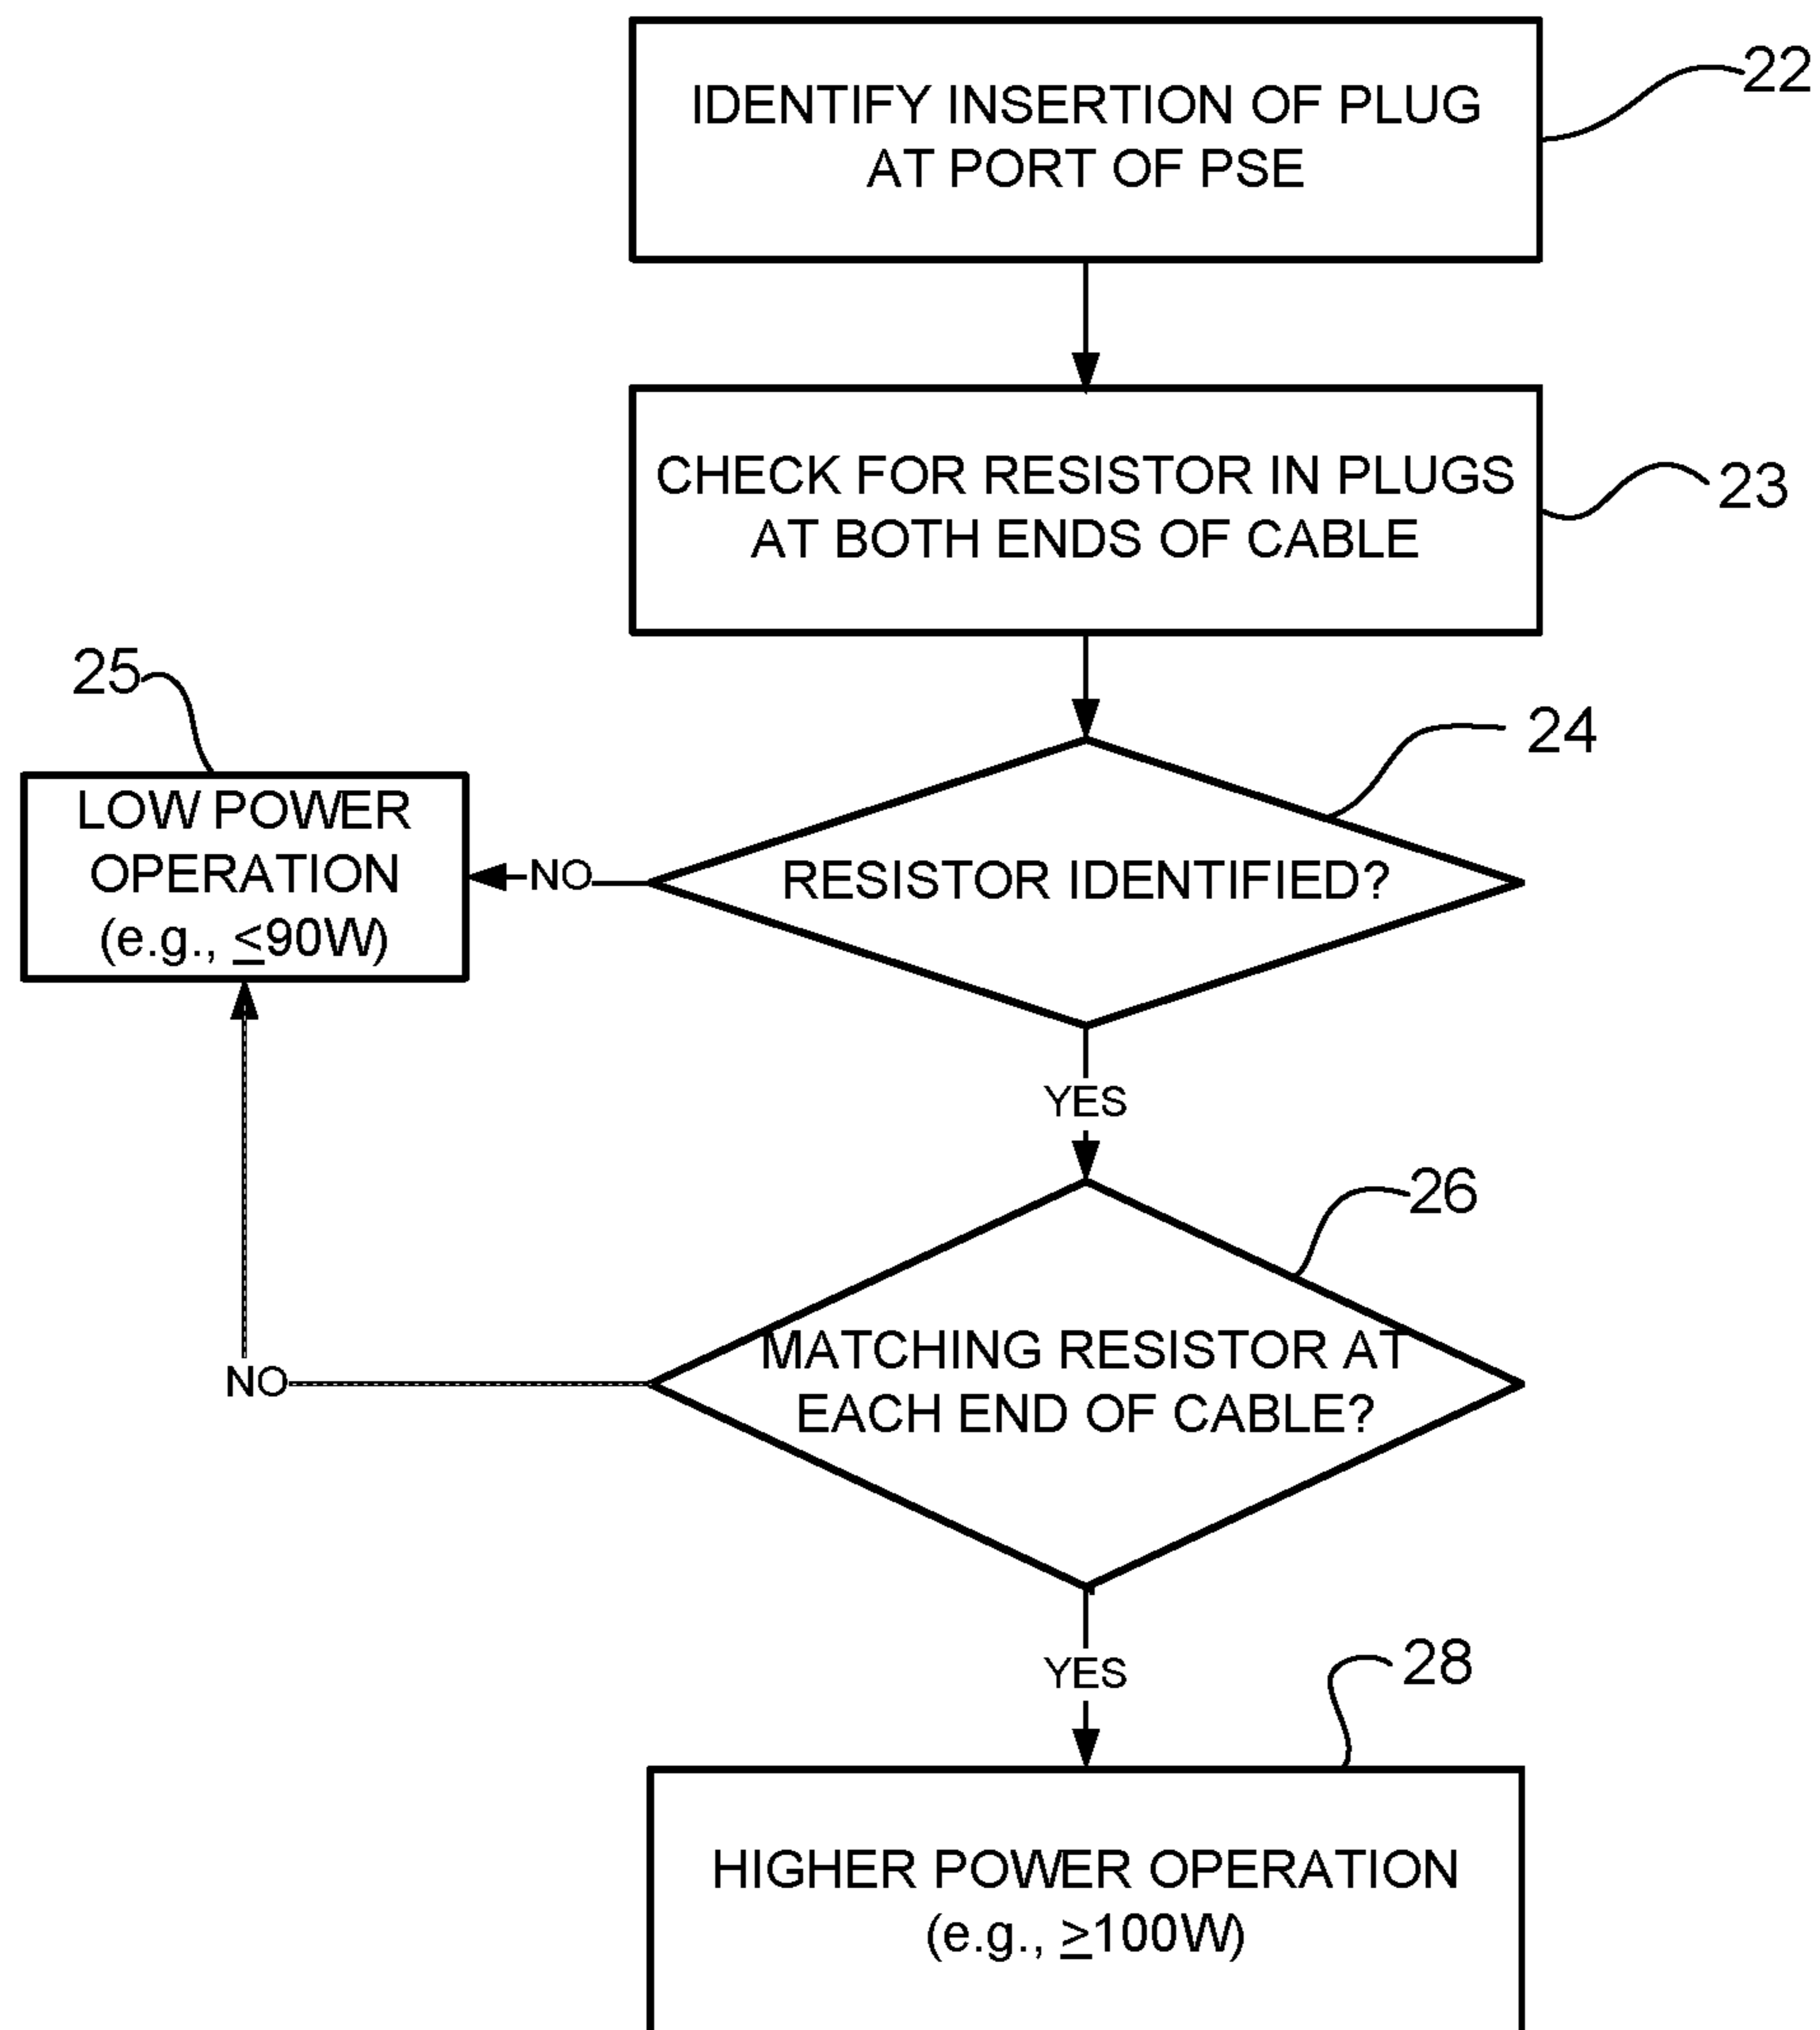 IDENTIFY INSERTION OF PLUG
AT PORT OF PSE
22
CHECK FOR RESISTOR IN PLUGS
AT BOTH ENDS OF CABLE
23
25
24
LOW POWER
OPERATION
(e.g., ≤90W)
NO
RESISTOR IDENTIFIED?
YES
26
MATCHING RESISTOR AT
EACH END OF CABLE?
NO
YES
28
HIGHER POWER OPERATION
(e.g., ≥100W)